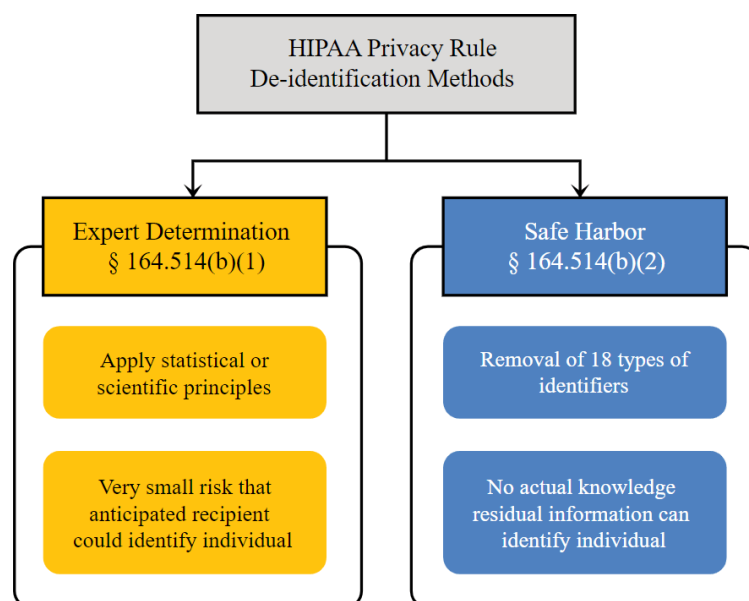 HIPAA Privacy Rule
De-identification Methods
Expert Determination
§ 164.514(b)(1)
Apply statistical or
scientific principles
Very small risk that
anticipated recipient
could identify individual
Safe Harbor
§ 164.514(b)(2)
Removal of 18 types of
identifiers
No actual knowledge
residual information can
identify individual